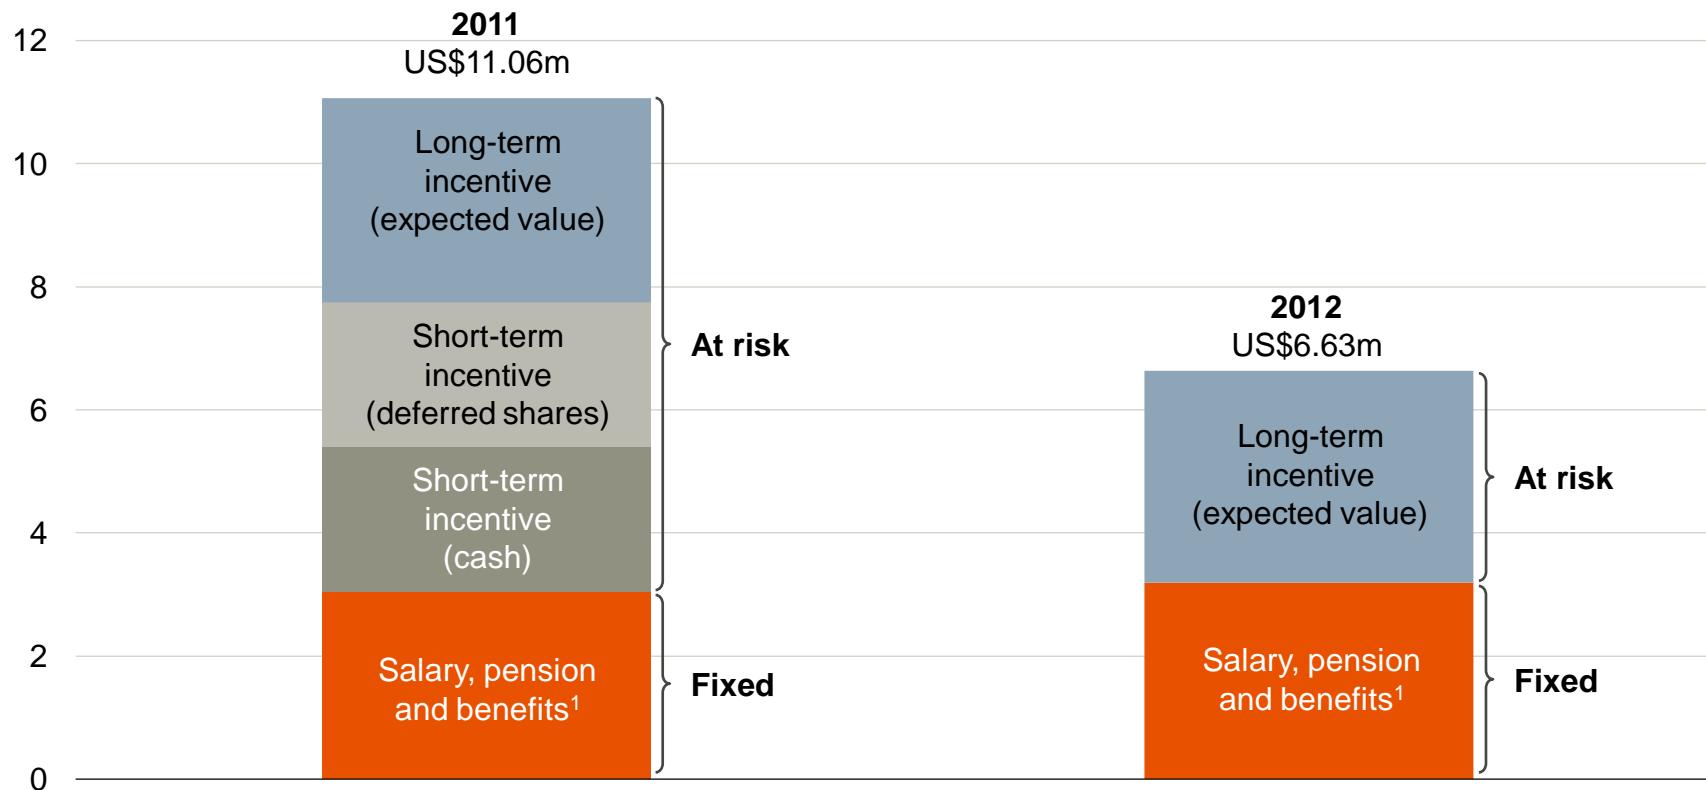 12
10
8
6
4
2
0
2011
US$11.06m
Long-term
incentive
(expected value)
Short-term
incentive
(deferred shares)
Short-term
incentive
(cash)
Salary, pension
and benefits¹
At risk
Fixed
2012
US$6.63m
Long-term
incentive
(expected value)
Salary, pension
and benefits¹
At risk
Fixed